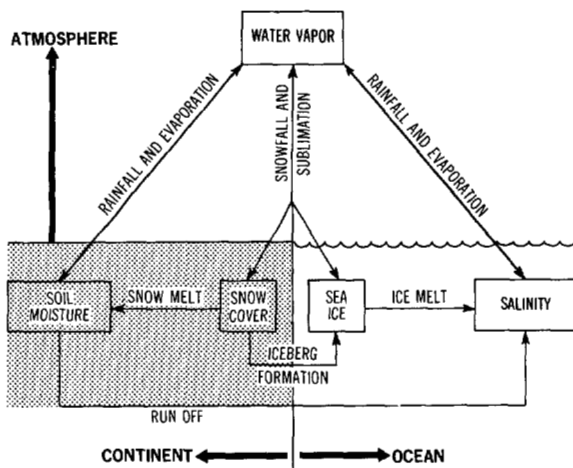 ATMOSPHERE
WATER VAPOR
RAINFALL AND EVAPORATION
SNOWFALL AND
SUBLIMATION
RAINFALL AND EVAPORATION
SOIL
MOISTURE
SNOW MELT
SNOW
COVER
SEA
ICE
ICE MELT
SALINITY
ICEBERG
FORMATION
RUN OFF
CONTINENT
OCEAN